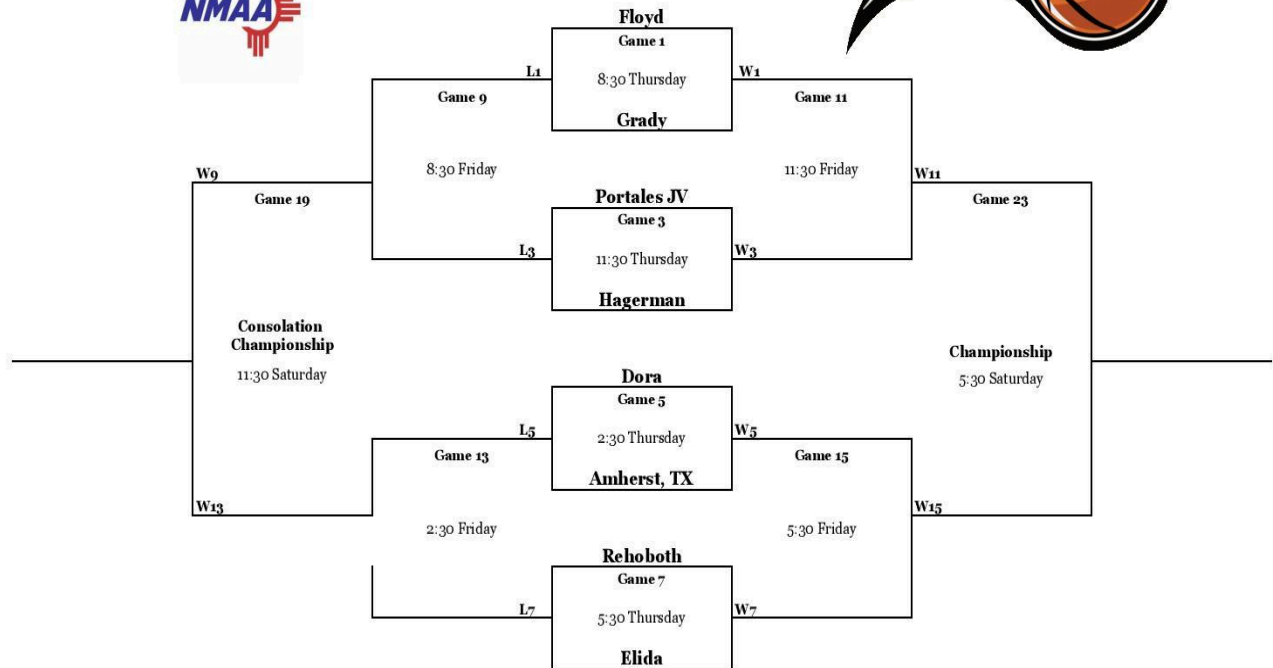 NMAA
Floyd
Game 1
L1
8:30 Thursday
W1
Game 9
Game 11
Grady
W9
8:30 Friday
11:30 Friday
W11
Game 19
Portales JV
Game 23
Game 3
L3
11:30 Thursday
W3
Hagerman
Consolation
Championship
11:30 Saturday
Championship
5:30 Saturday
Dora
Game 5
L5
2:30 Thursday
W5
Game 13
Game 15
Amherst, TX
W13
2:30 Friday
5:30 Friday
W15
Rehoboth
Game 7
L7
5:30 Thursday
W7
Elida